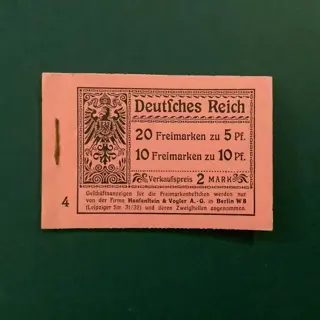 Deutſches Reich
20 Freimarken zu 5 Pf.
10 Freimarken zu 10 Pf.
Verkaufspreis 2 MARK
Geſchäftsanzeigen für die Freimarkenheftchen werden nur
von der Firma Haaſenſtein & Vogler A.-G. in Berlin W 8
(Leipziger Str. 31/32) und deren Zweigſtellen angenommen.
4